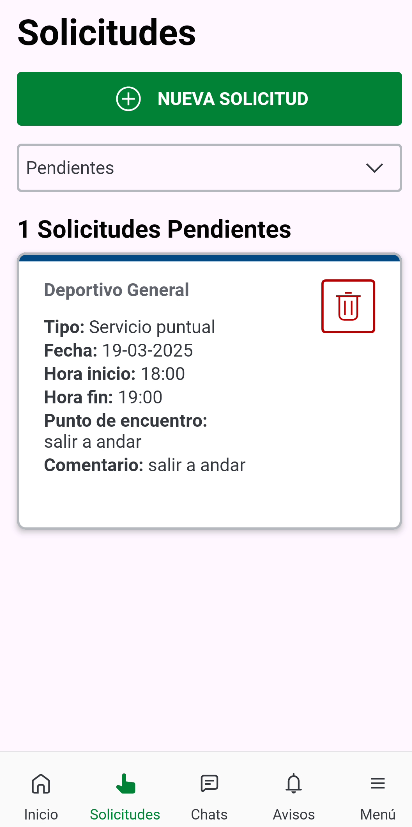 Solicitudes
NUEVA SOLICITUD
Pendientes
1 Solicitudes Pendientes
Deportivo General
Tipo: Servicio puntual
Fecha: 19-03-2025
Hora inicio: 18:00
Hora fin: 19:00
Punto de encuentro:
salir a andar
Comentario: salir a andar
Inicio
Solicitudes
Chats
Avisos
Menú